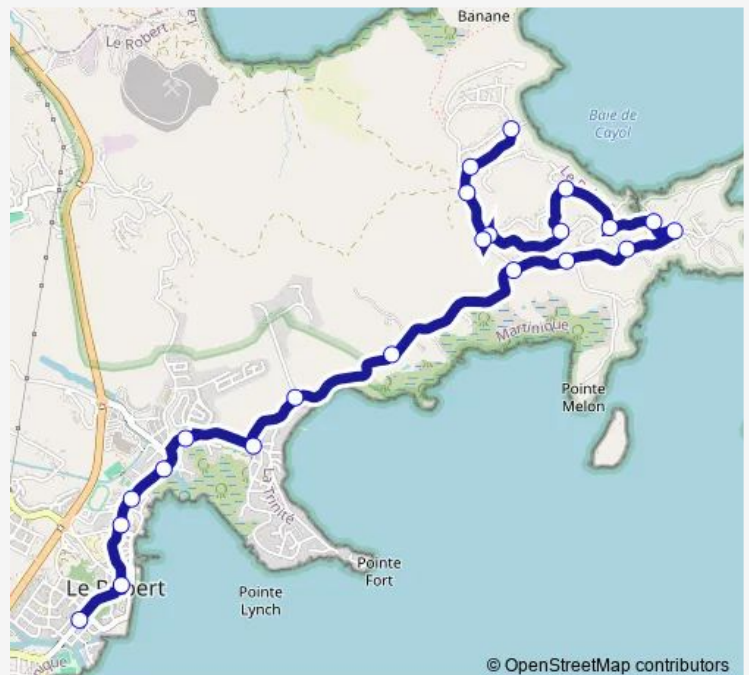 Banane
Le Robert
Baie de
Cayol
Martinique
Pointe
Melon
La Trinité
Pointe
Fort
Le Robert
Pointe
Lynch
© OpenStreetMap contributors